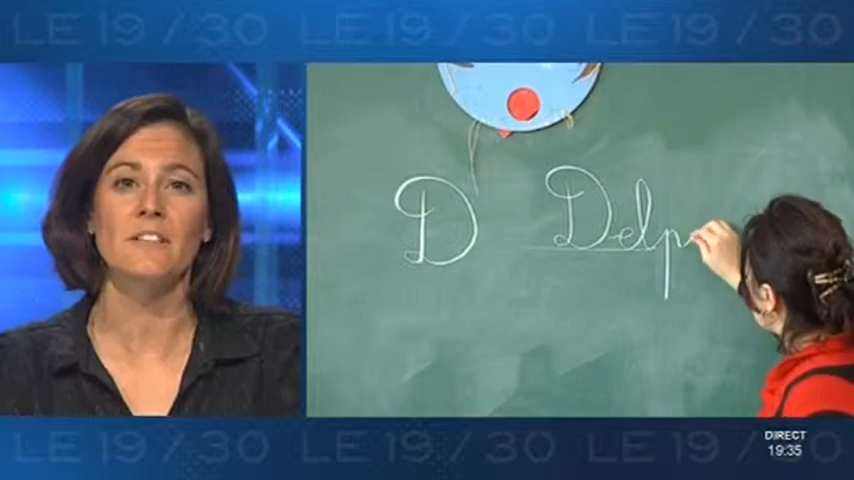 LE 19 / 30 LE 19 / 30 LE 19 / 30
D Delp
LE 19 / 30 LE 19 / 30 LE 19 / 30
DIRECT
19:35